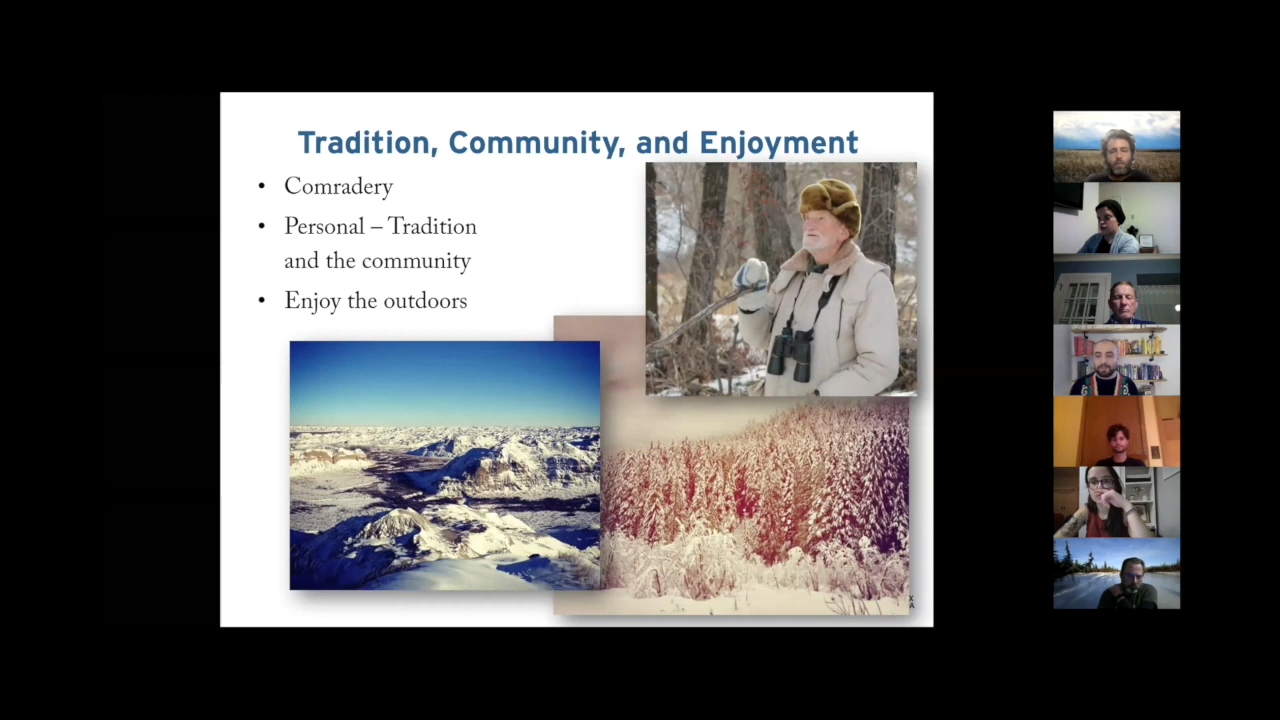 Tradition, Community, and Enjoyment
• Comradery
• Personal – Tradition
and the community
• Enjoy the outdoors